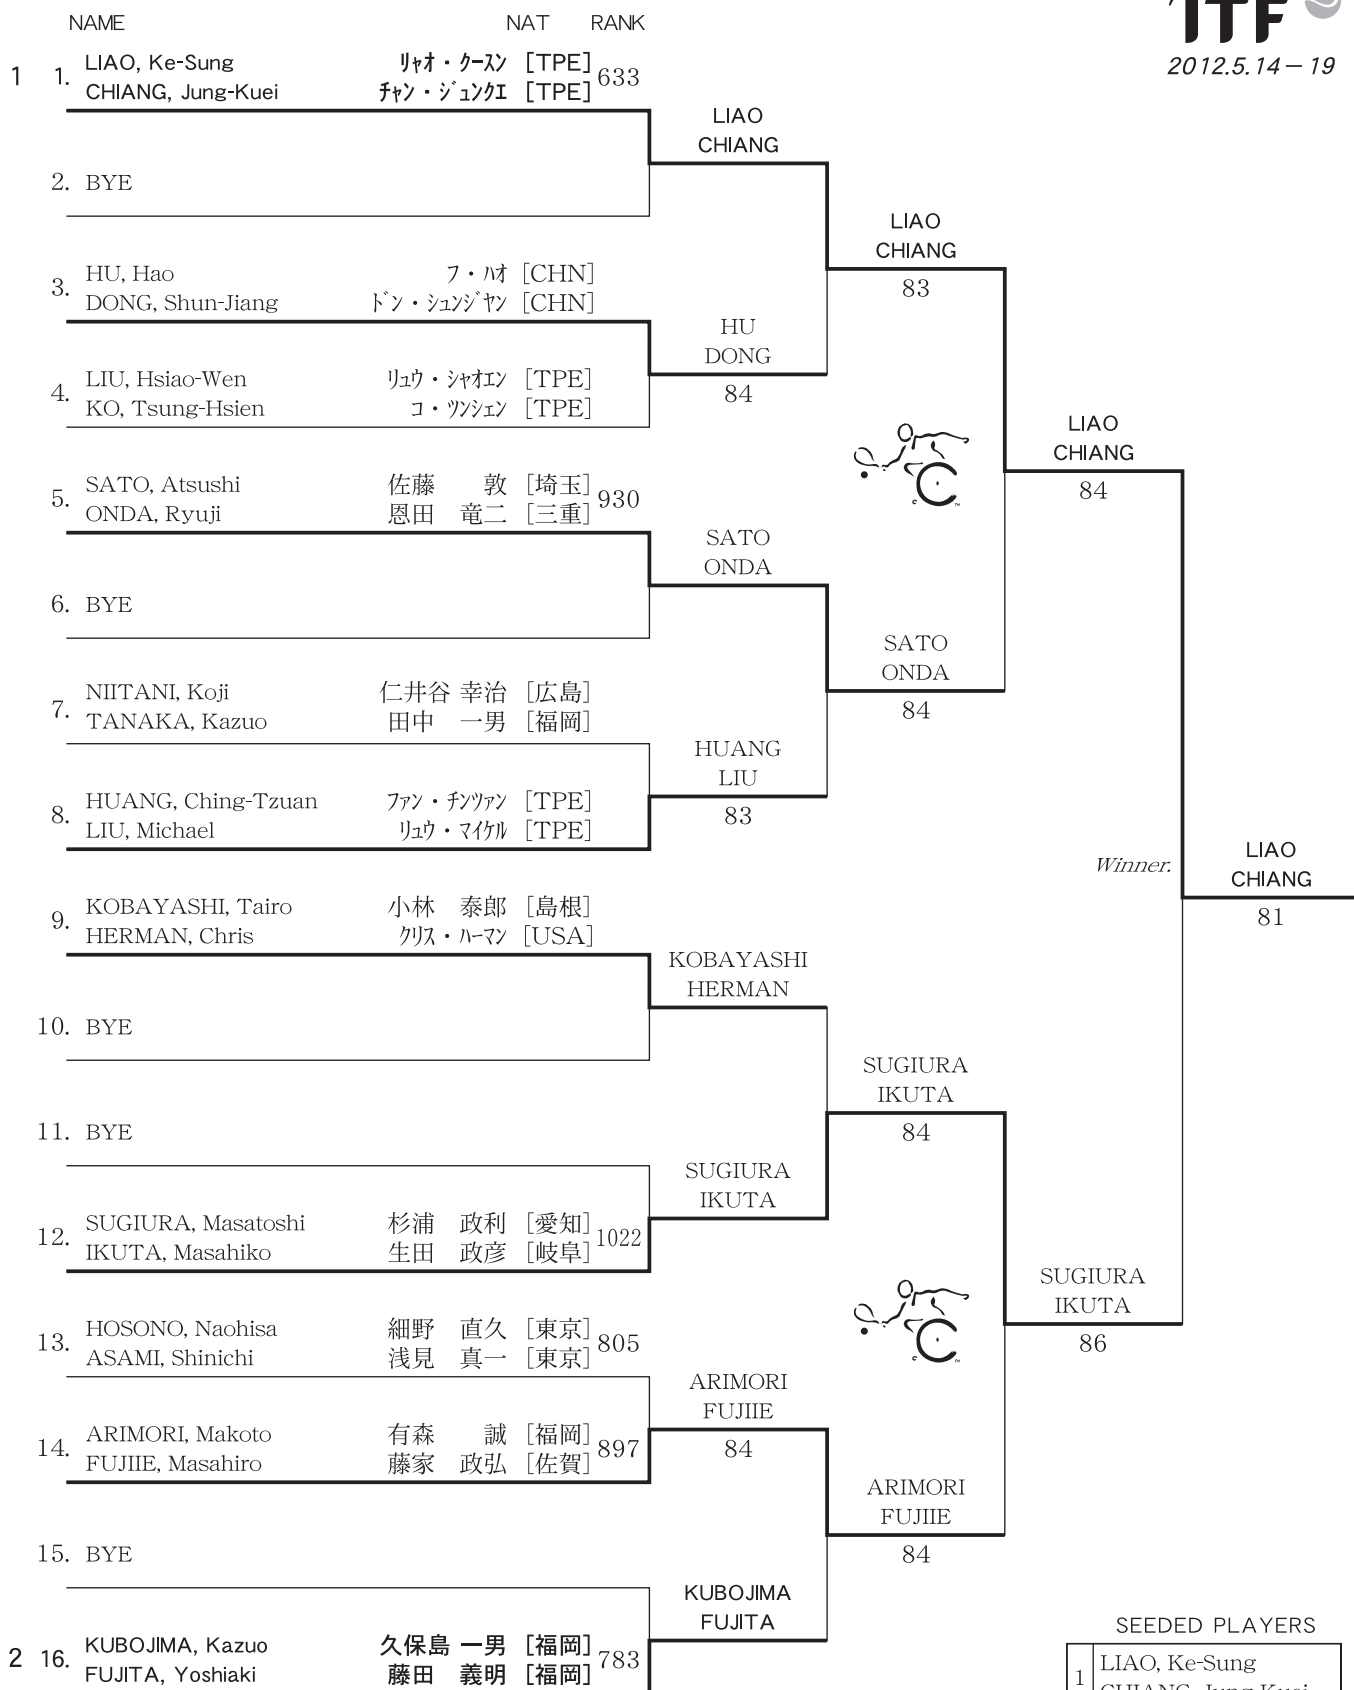 NAME NAT RANK
ITF
2012.5.14－19
1 1. LIAO, Ke-Sung リャオ・クースン [TPE] 633
CHIANG, Jung-Kuei チャン・ジュンクエ [TPE]
LIAO
CHIANG
2. BYE
LIAO
CHIANG
83
3. HU, Hao フ・ハオ [CHN]
DONG, Shun-Jiang ドン・シュンジャン [CHN]
HU
DONG
84
4. LIU, Hsiao-Wen リュウ・シャオエン [TPE]
KO, Tsung-Hsien コ・ツンシェン [TPE]
LIAO
CHIANG
84
5. SATO, Atsushi 佐藤 敦 [埼玉] 930
ONDA, Ryuji 恩田 竜二 [三重]
SATO
ONDA
6. BYE
SATO
ONDA
84
7. NIITANI, Koji 仁井谷 幸治 [広島]
TANAKA, Kazuo 田中 一男 [福岡]
HUANG
LIU
83
8. HUANG, Ching-Tzuan ファン・チンツァン [TPE]
LIU, Michael リュウ・マイケル [TPE]
Winner.
LIAO
CHIANG
81
9. KOBAYASHI, Tairo 小林 泰郎 [島根]
HERMAN, Chris クリス・ハーマン [USA]
KOBAYASHI
HERMAN
10. BYE
SUGIURA
IKUTA
84
11. BYE
SUGIURA
IKUTA
12. SUGIURA, Masatoshi 杉浦 政利 [愛知] 1022
IKUTA, Masahiko 生田 政彦 [岐阜]
SUGIURA
IKUTA
86
13. HOSONO, Naohisa 細野 直久 [東京] 805
ASAMI, Shinichi 浅見 真一 [東京]
ARIMORI
FUJIIE
84
14. ARIMORI, Makoto 有森 誠 [福岡] 897
FUJIIE, Masahiro 藤家 政弘 [佐賀]
ARIMORI
FUJIIE
84
15. BYE
KUBOJIMA
FUJITA
2 16. KUBOJIMA, Kazuo 久保島 一男 [福岡] 783
FUJITA, Yoshiaki 藤田 義明 [福岡]
SEEDED PLAYERS
1 LIAO, Ke-Sung
CHIANG, Jung-Kuei